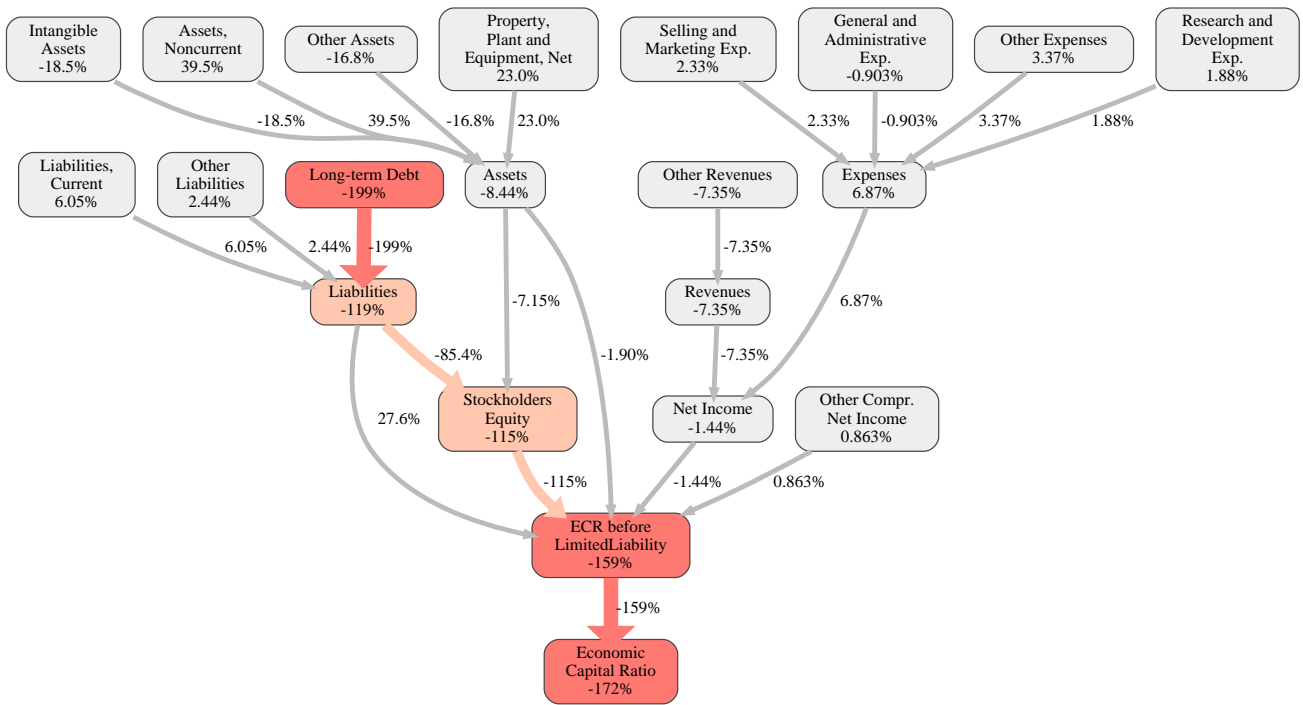 Intangible
Assets
-18.5%
Assets,
Noncurrent
39.5%
Other Assets
-16.8%
Property,
Plant and
Equipment, Net
23.0%
Selling and
Marketing Exp.
2.33%
General and
Administrative
Exp.
-0.903%
Other Expenses
3.37%
Research and
Development
Exp.
1.88%
-18.5%
39.5%
-16.8%
23.0%
2.33%
-0.903%
3.37%
1.88%
Liabilities,
Current
6.05%
Other
Liabilities
2.44%
Long-term Debt
-199%
Assets
-8.44%
Other Revenues
-7.35%
Expenses
6.87%
6.05%
2.44%
-199%
-7.35%
Liabilities
-119%
-7.15%
Revenues
-7.35%
6.87%
-85.4%
-1.90%
-7.35%
27.6%
Stockholders
Equity
-115%
Net Income
-1.44%
Other Compr.
Net Income
0.863%
-115%
-1.44%
0.863%
ECR before
LimitedLiability
-159%
-159%
Economic
Capital Ratio
-172%